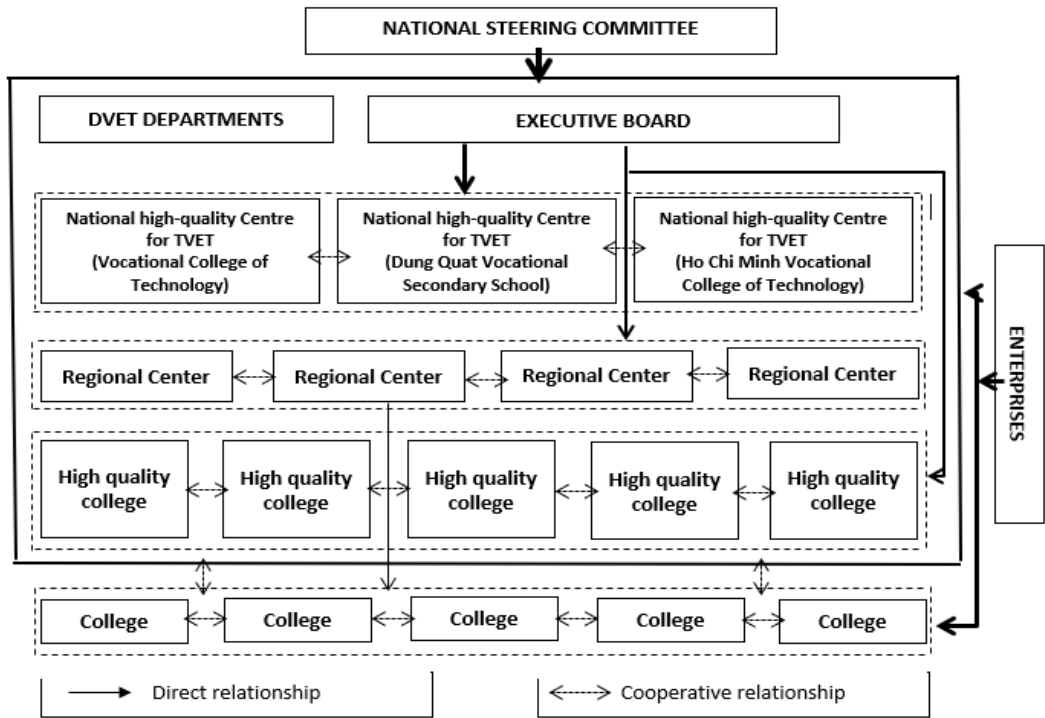 NATIONAL STEERING COMMITTEE
DVET DEPARTMENTS
EXECUTIVE BOARD
National high-quality Centre
for TVET
(Vocational College of
Technology)
National high-quality Centre
for TVET
(Dung Quat Vocational
Secondary School)
National high-quality Centre
for TVET
(Ho Chi Minh Vocational
College of Technology)
ENTERPRISES
Regional Center
Regional Center
Regional Center
Regional Center
High quality
college
High quality
college
High quality
college
High quality
college
High quality
college
College
College
College
College
College
Direct relationship
Cooperative relationship